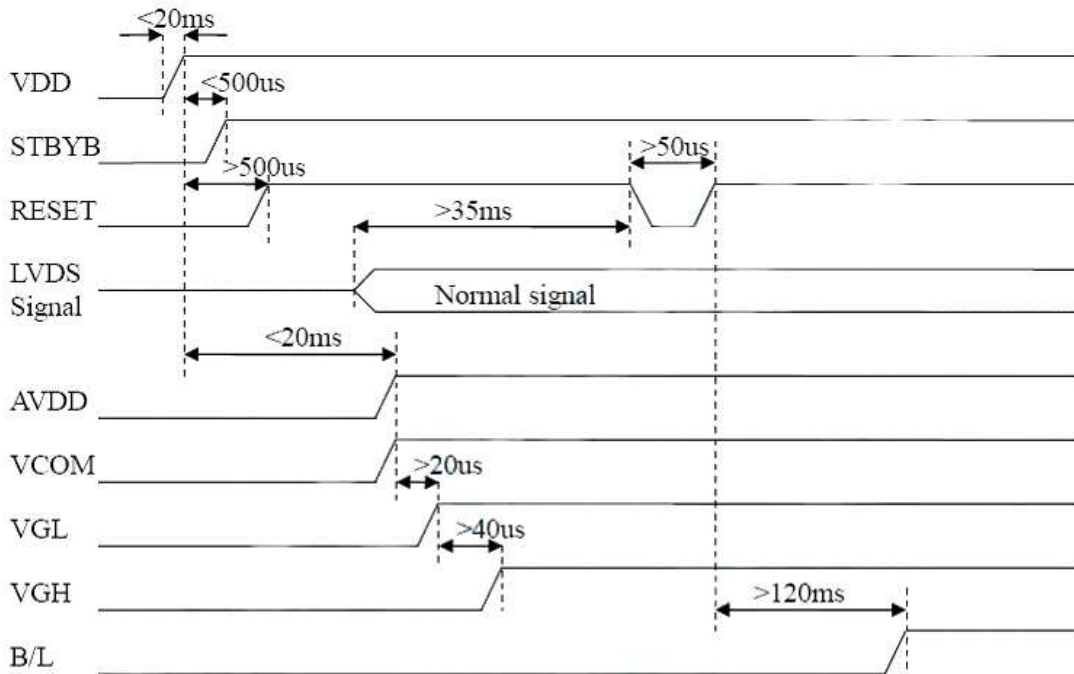 <20ms
VDD
<500us
STBYB
>500us
>50us
RESET
>35ms
LVDS
Signal
Normal signal
<20ms
AVDD
VCOM
>20us
VGL
>40us
VGH
>120ms
B/L